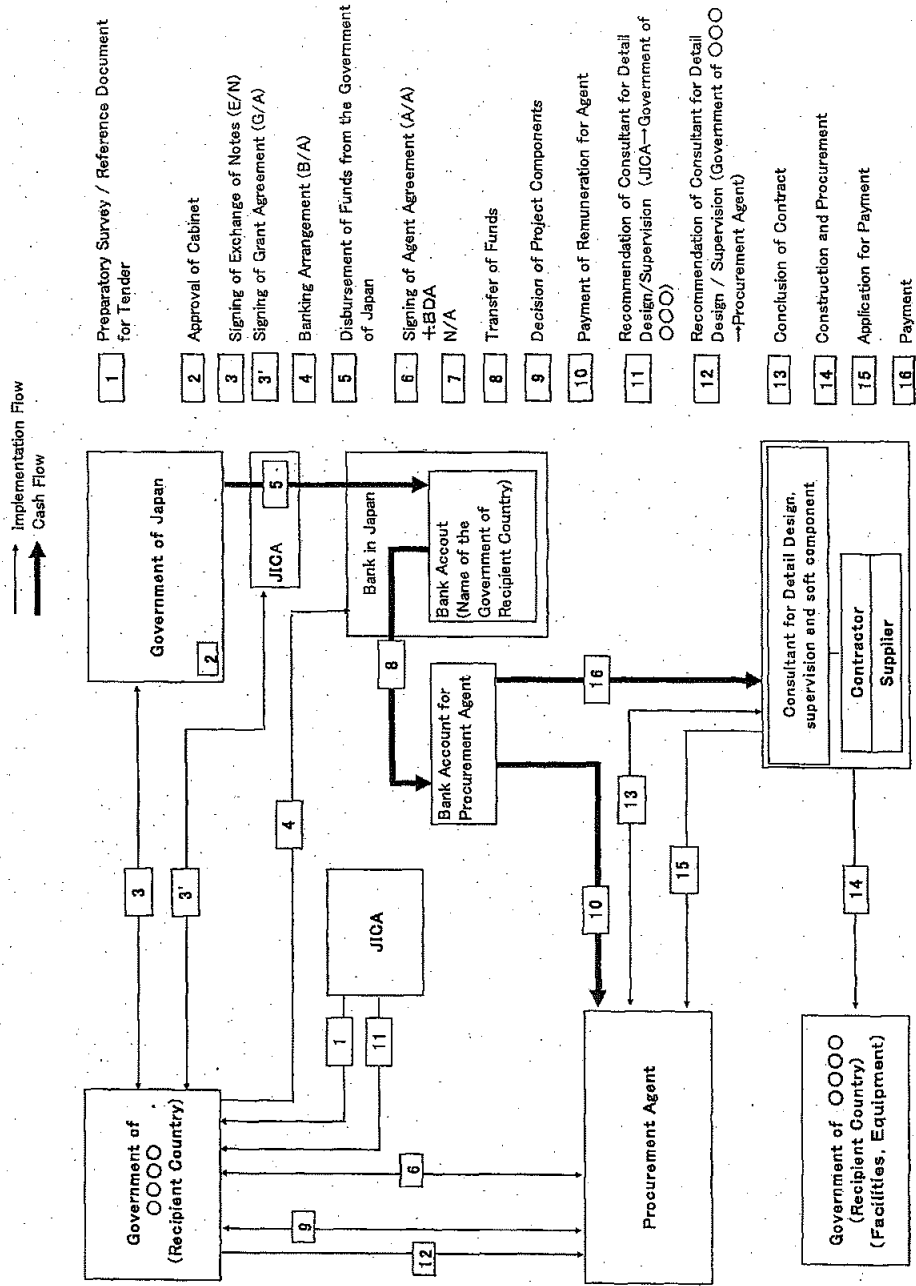 Implementation Flow
Cash Flow
Government of
OOOO
(Recipient Country)
3
3'
4
1
11
JICA
9
6
12
Government of Japan
2
JICA
5
Bank in Japan
Bank Accout
(Name of the
Government of
Recipient Country)
8
Bank Account for
Procurement Agent
10
16
13
15
Procurement Agent
Consultant for Detail Design,
supervision and soft component
Contractor
Supplier
14
Government of OOOO
(Recipient Country)
(Facilities, Equipment)
1 Preparatory Survey / Reference Document
for Tender
2 Approval of Cabinet
3 Signing of Exchange of Notes (E/N)
3' Signing of Grant Agreement (G/A)
4 Banking Arrangement (B/A)
5 Disbursement of Funds from the Government
of Japan
6 Signing of Agent Agreement (A/A)
+BDA
7 N/A
8 Transfer of Funds
9 Decision of Project Components
10 Payment of Remuneration for Agent
11 Recommendation of Consultant for Detail
Design/Supervision (JICA→Government of
OOO)
12 Recommendation of Consultant for Detail
Design / Supervision (Government of OOO
→Procurement Agent)
13 Conclusion of Contract
14 Construction and Procurement
15 Application for Payment
16 Payment